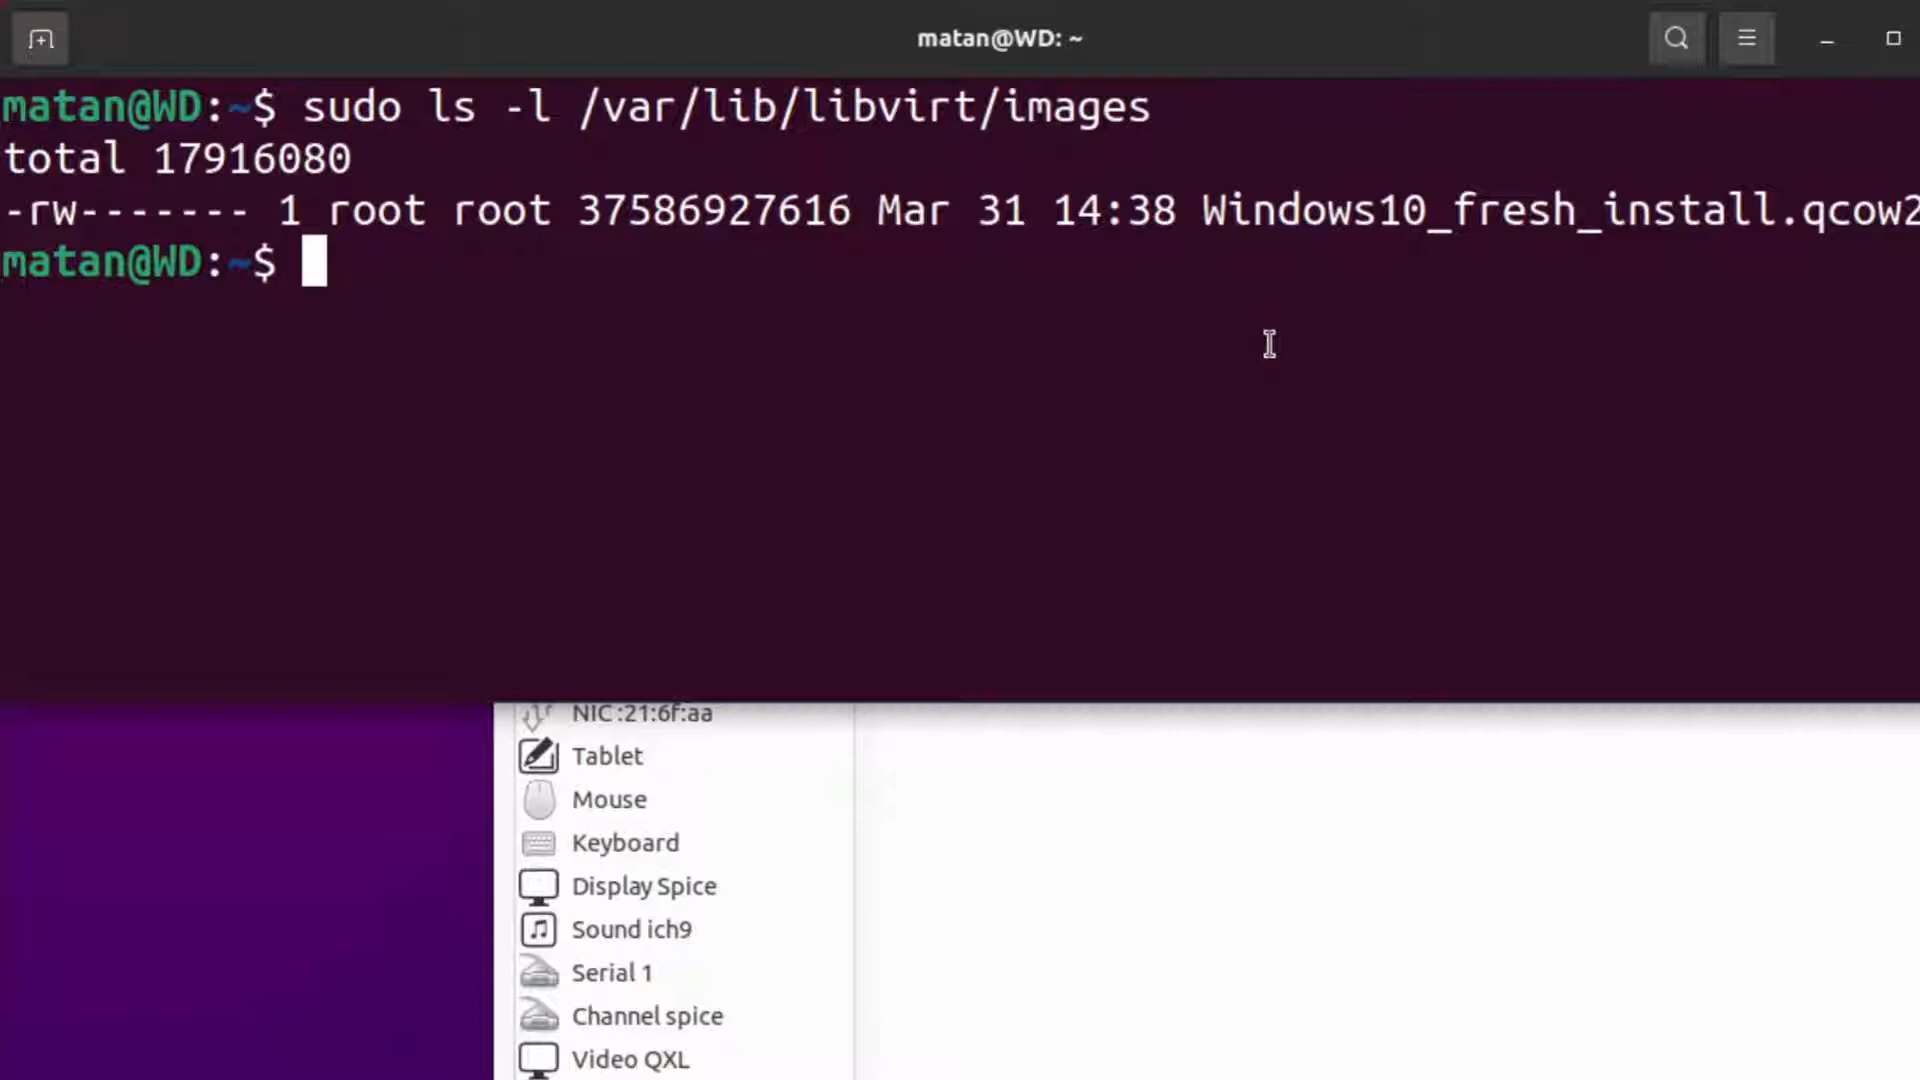 matan@WD: ~
matan@WD:~$ sudo ls -l /var/lib/libvirt/images
total 17916080
-rw------- 1 root root 37586927616 Mar 31 14:38 Windows10_fresh_install.qcow2
matan@WD:~$
NIC :21:6f:aa
Tablet
Mouse
Keyboard
Display Spice
Sound ich9
Serial 1
Channel spice
Video QXL